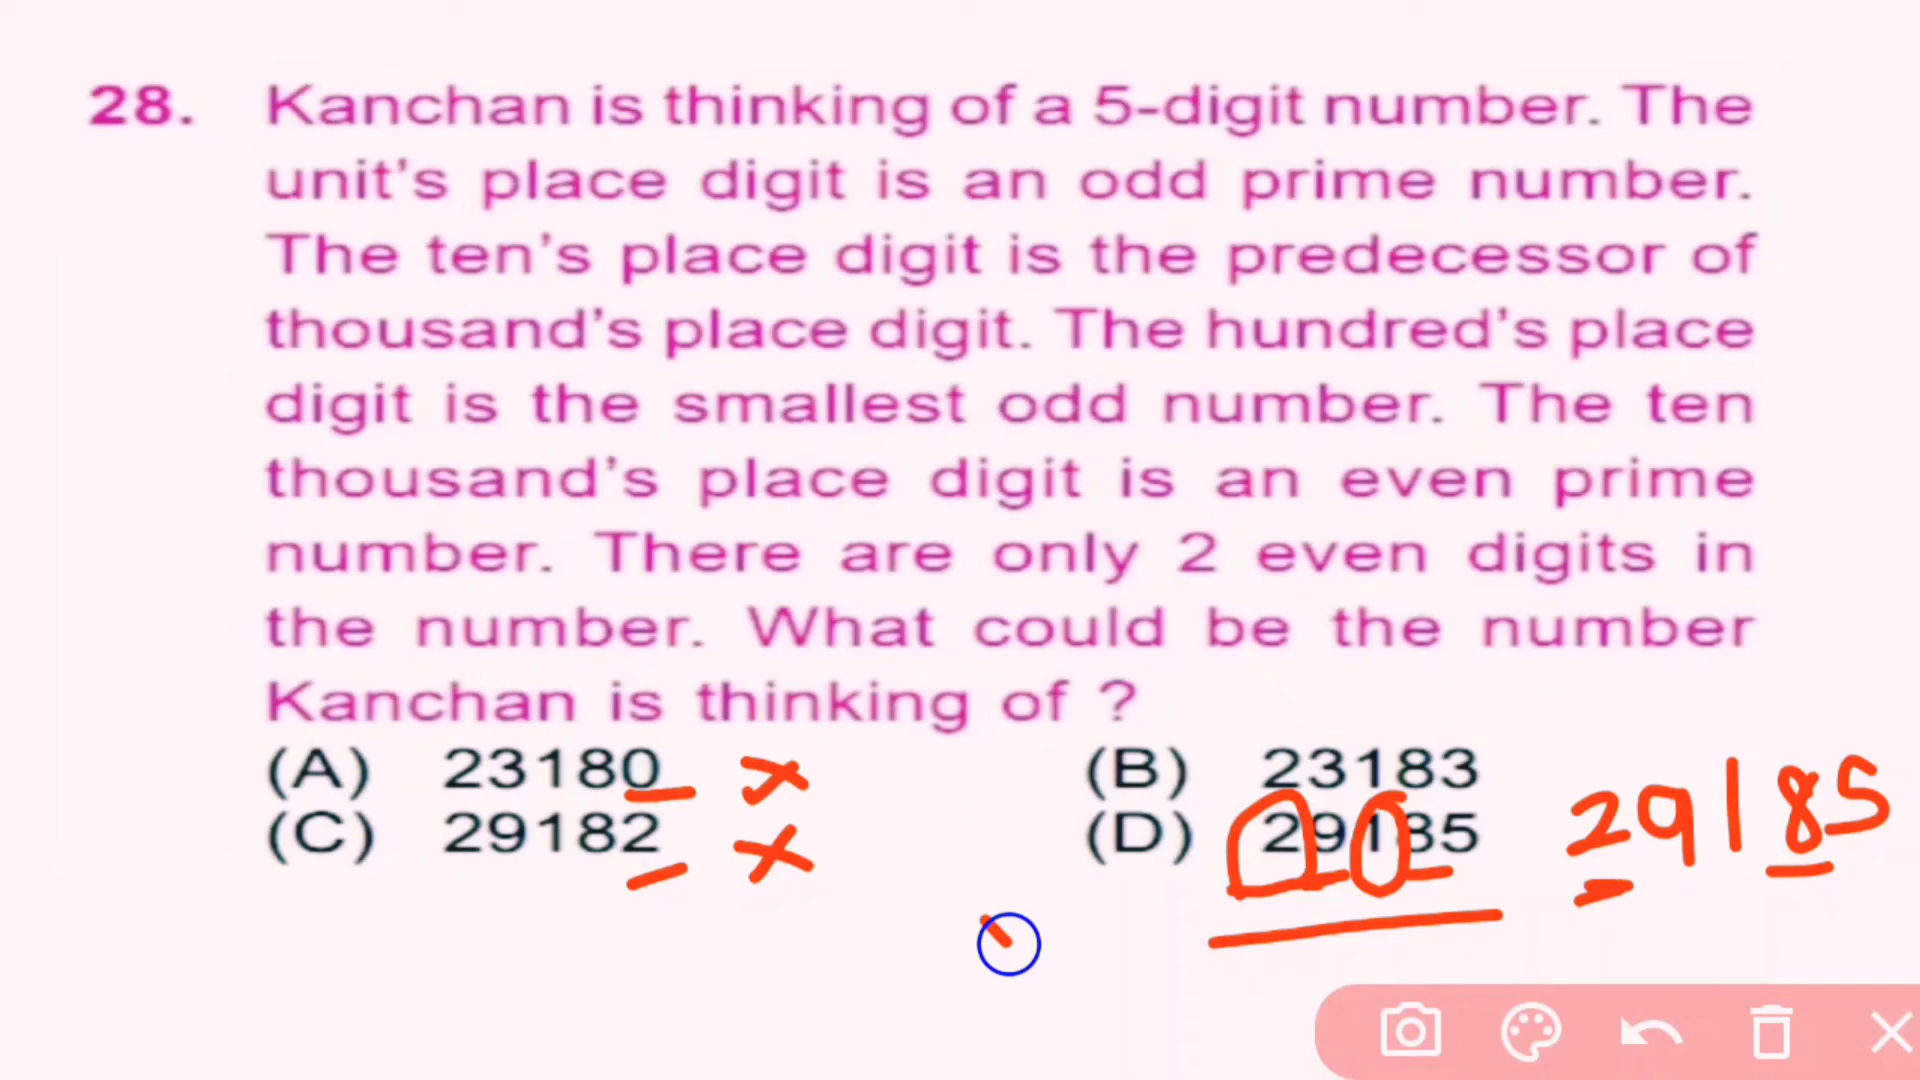 28. Kanchan is thinking of a 5-digit number. The
unit's place digit is an odd prime number.
The ten's place digit is the predecessor of
thousand's place digit. The hundred's place
digit is the smallest odd number. The ten
thousand's place digit is an even prime
number. There are only 2 even digits in
the number. What could be the number
Kanchan is thinking of ?
(A) 23180 x (B) 23183
(C) 29182 x (D) 29185 29185